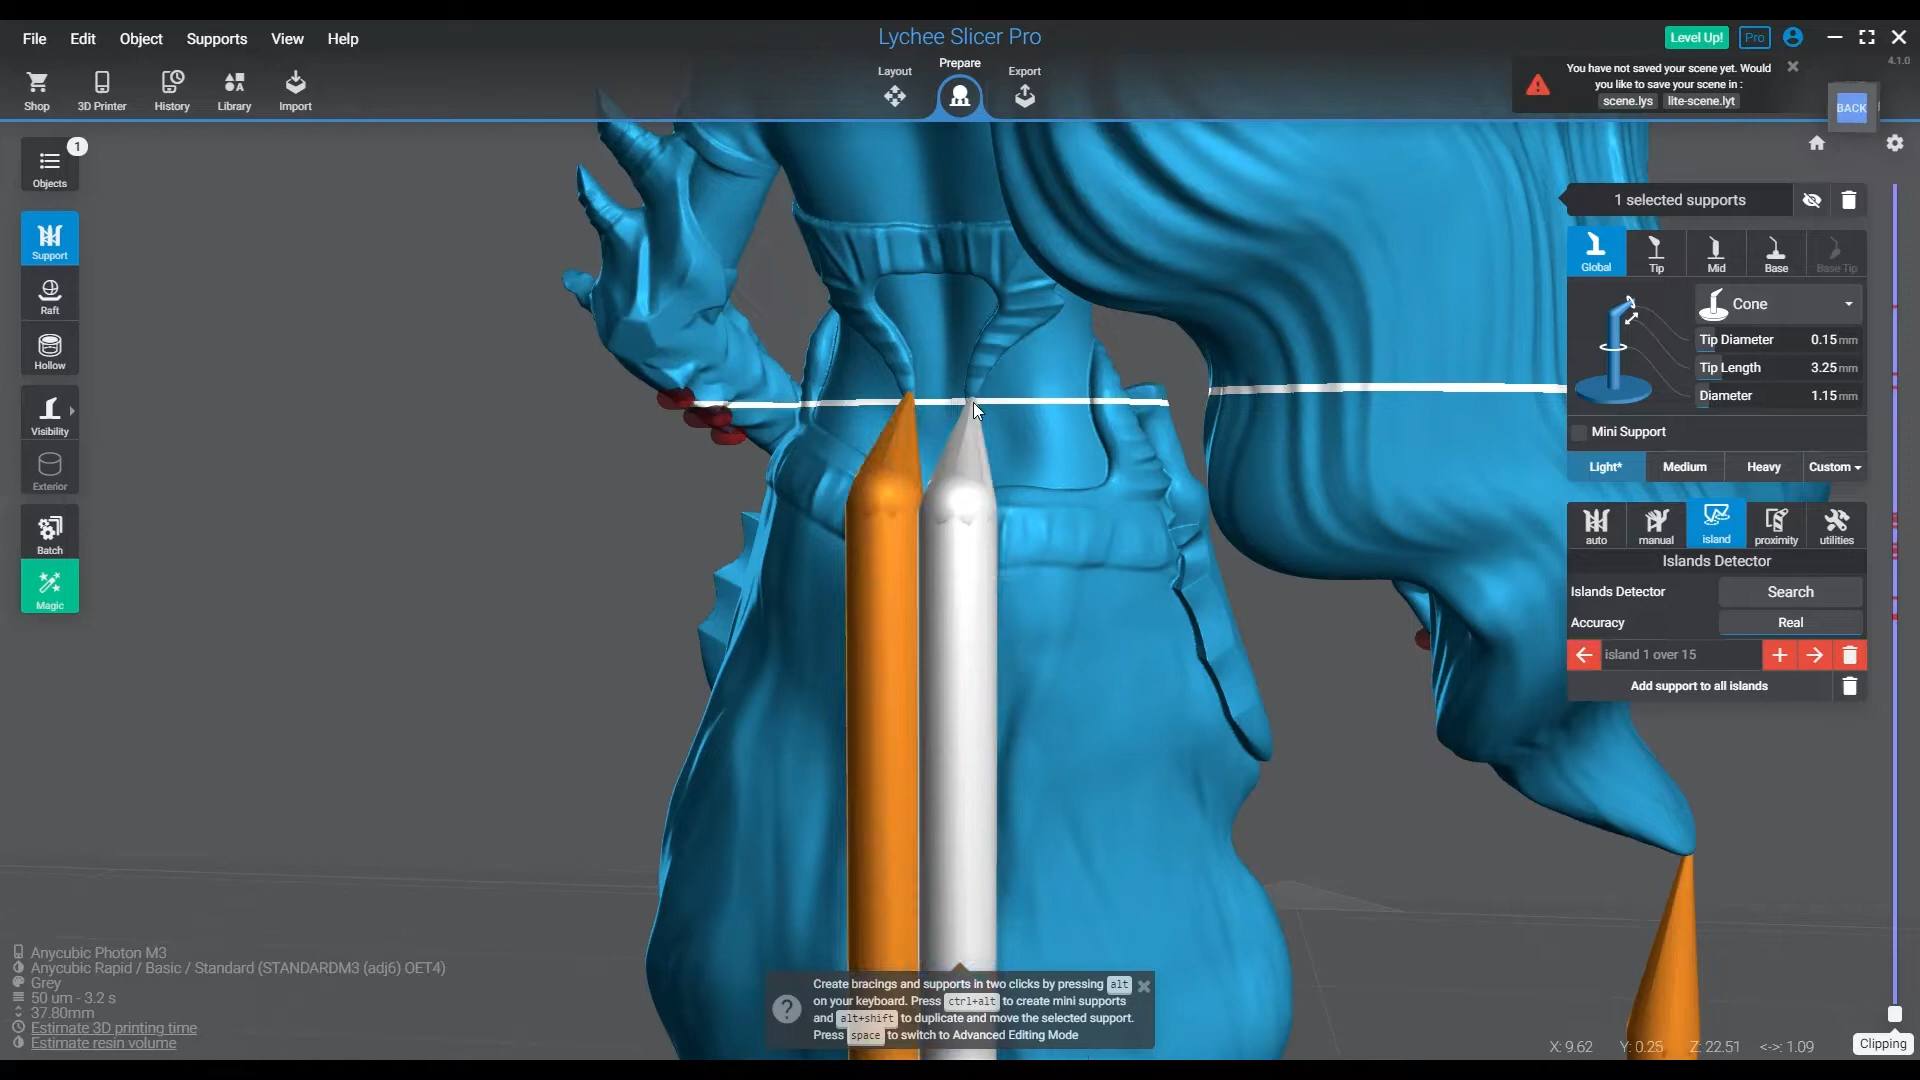 File Edit Object Supports View Help
Lychee Slicer Pro
Level Up! Pro
4.1.0
Shop 3D Printer History Library Import
Layout Prepare Export
You have not saved your scene yet. Would
you like to save your scene in :
scene.lys lite-scene.lyt
BACK
1
Objects
Support
Raft
Hollow
Visibility
Exterior
Batch
Magic
1 selected supports
Global Tip Mid Base Base Tip
Cone
Tip Diameter 0.15 mm
Tip Length 3.25 mm
Diameter 1.15 mm
Mini Support
Light* Medium Heavy Custom
auto manual island proximity utilities
Islands Detector
Islands Detector Search
Accuracy Real
island 1 over 15
Add support to all islands
Anycubic Photon M3
Anycubic Rapid / Basic / Standard (STANDARDM3 (adj6) OET4)
Grey
50 um - 3.2 s
37.80mm
Estimate 3D printing time
Estimate resin volume
Create bracings and supports in two clicks by pressing alt
on your keyboard. Press ctrl+alt to create mini supports
and alt+shift to duplicate and move the selected support.
Press space to switch to Advanced Editing Mode
X: 9.62 Y: 0.25 Z: 22.51 <->: 1.09
Clipping